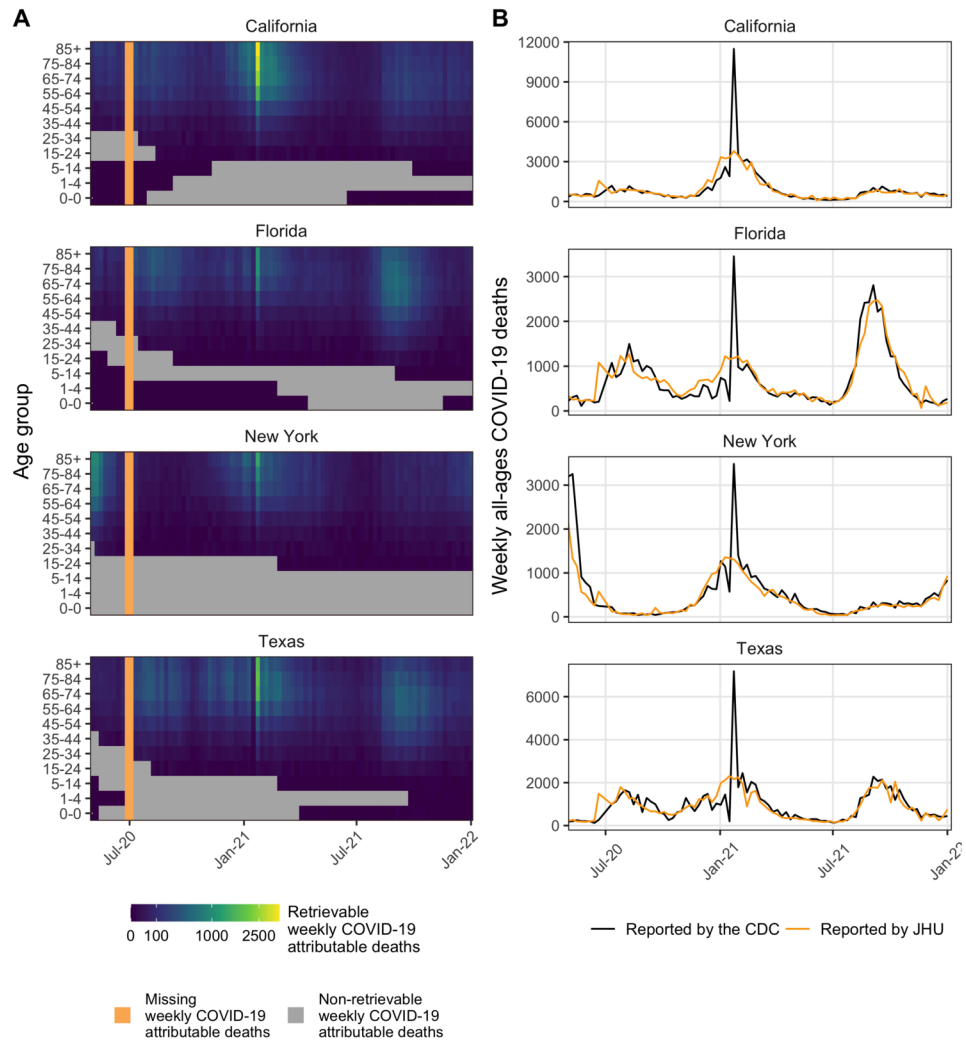 A
California
85+
75-84
65-74
55-64
45-54
35-44
25-34
15-24
5-14
1-4
0-0
Florida
85+
75-84
65-74
55-64
45-54
35-44
25-34
15-24
5-14
1-4
0-0
New York
85+
75-84
65-74
55-64
45-54
35-44
25-34
15-24
5-14
1-4
0-0
Texas
85+
75-84
65-74
55-64
45-54
35-44
25-34
15-24
5-14
1-4
0-0
Age group
Jul-20
Jan-21
Jul-21
Jan-22
0 100 1000 2500
Retrievable
weekly COVID-19
attributable deaths
Missing
weekly COVID-19
attributable deaths
Non-retrievable
weekly COVID-19
attributable deaths
B
California
12000
9000
6000
3000
0
Florida
3000
2000
1000
0
New York
3000
2000
1000
0
Texas
6000
4000
2000
0
Weekly all-ages COVID-19 deaths
Jul-20
Jan-21
Jul-21
Reported by the CDC
Reported by JHU